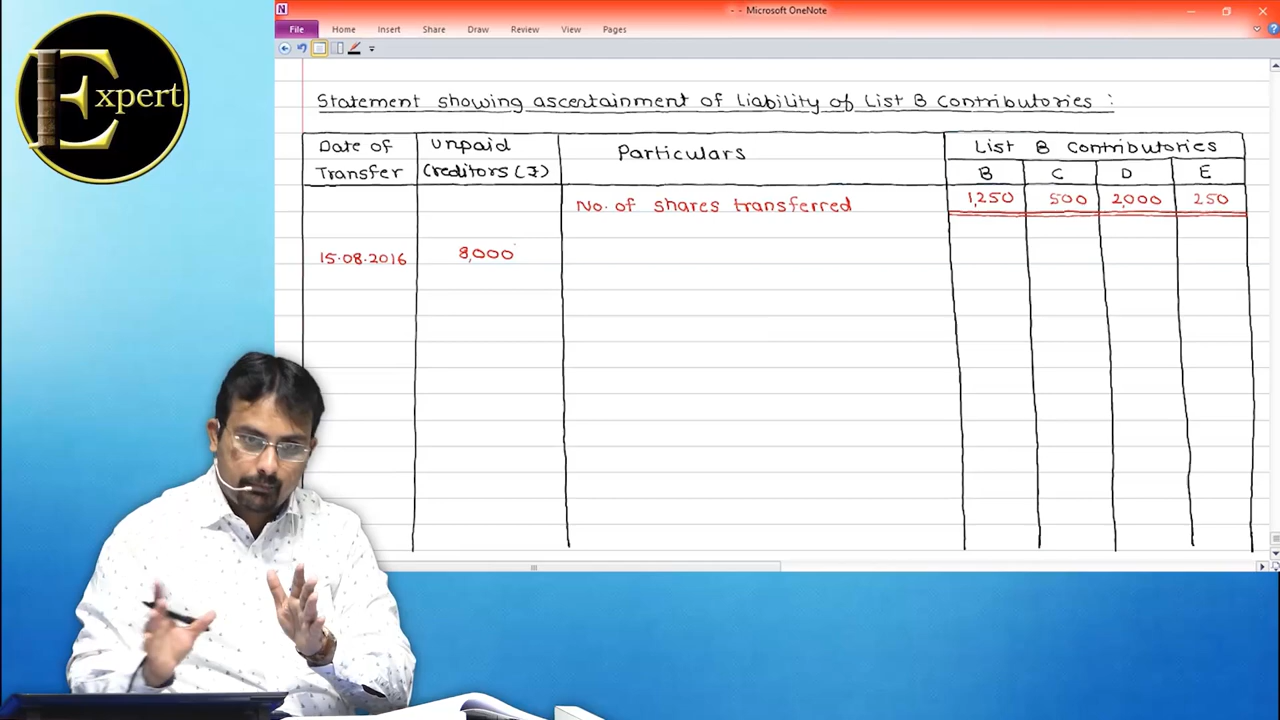 Expert
- - Microsoft OneNote
File Home Insert Share Draw Review View Pages
Statement showing ascertainment of liability of List B Contributories :
Date of Transfer
Unpaid Creditors (₹)
Particulars
List B Contributories
B C D E
No. of shares transferred 1,250 500 2,000 250
15.08.2016 8,000